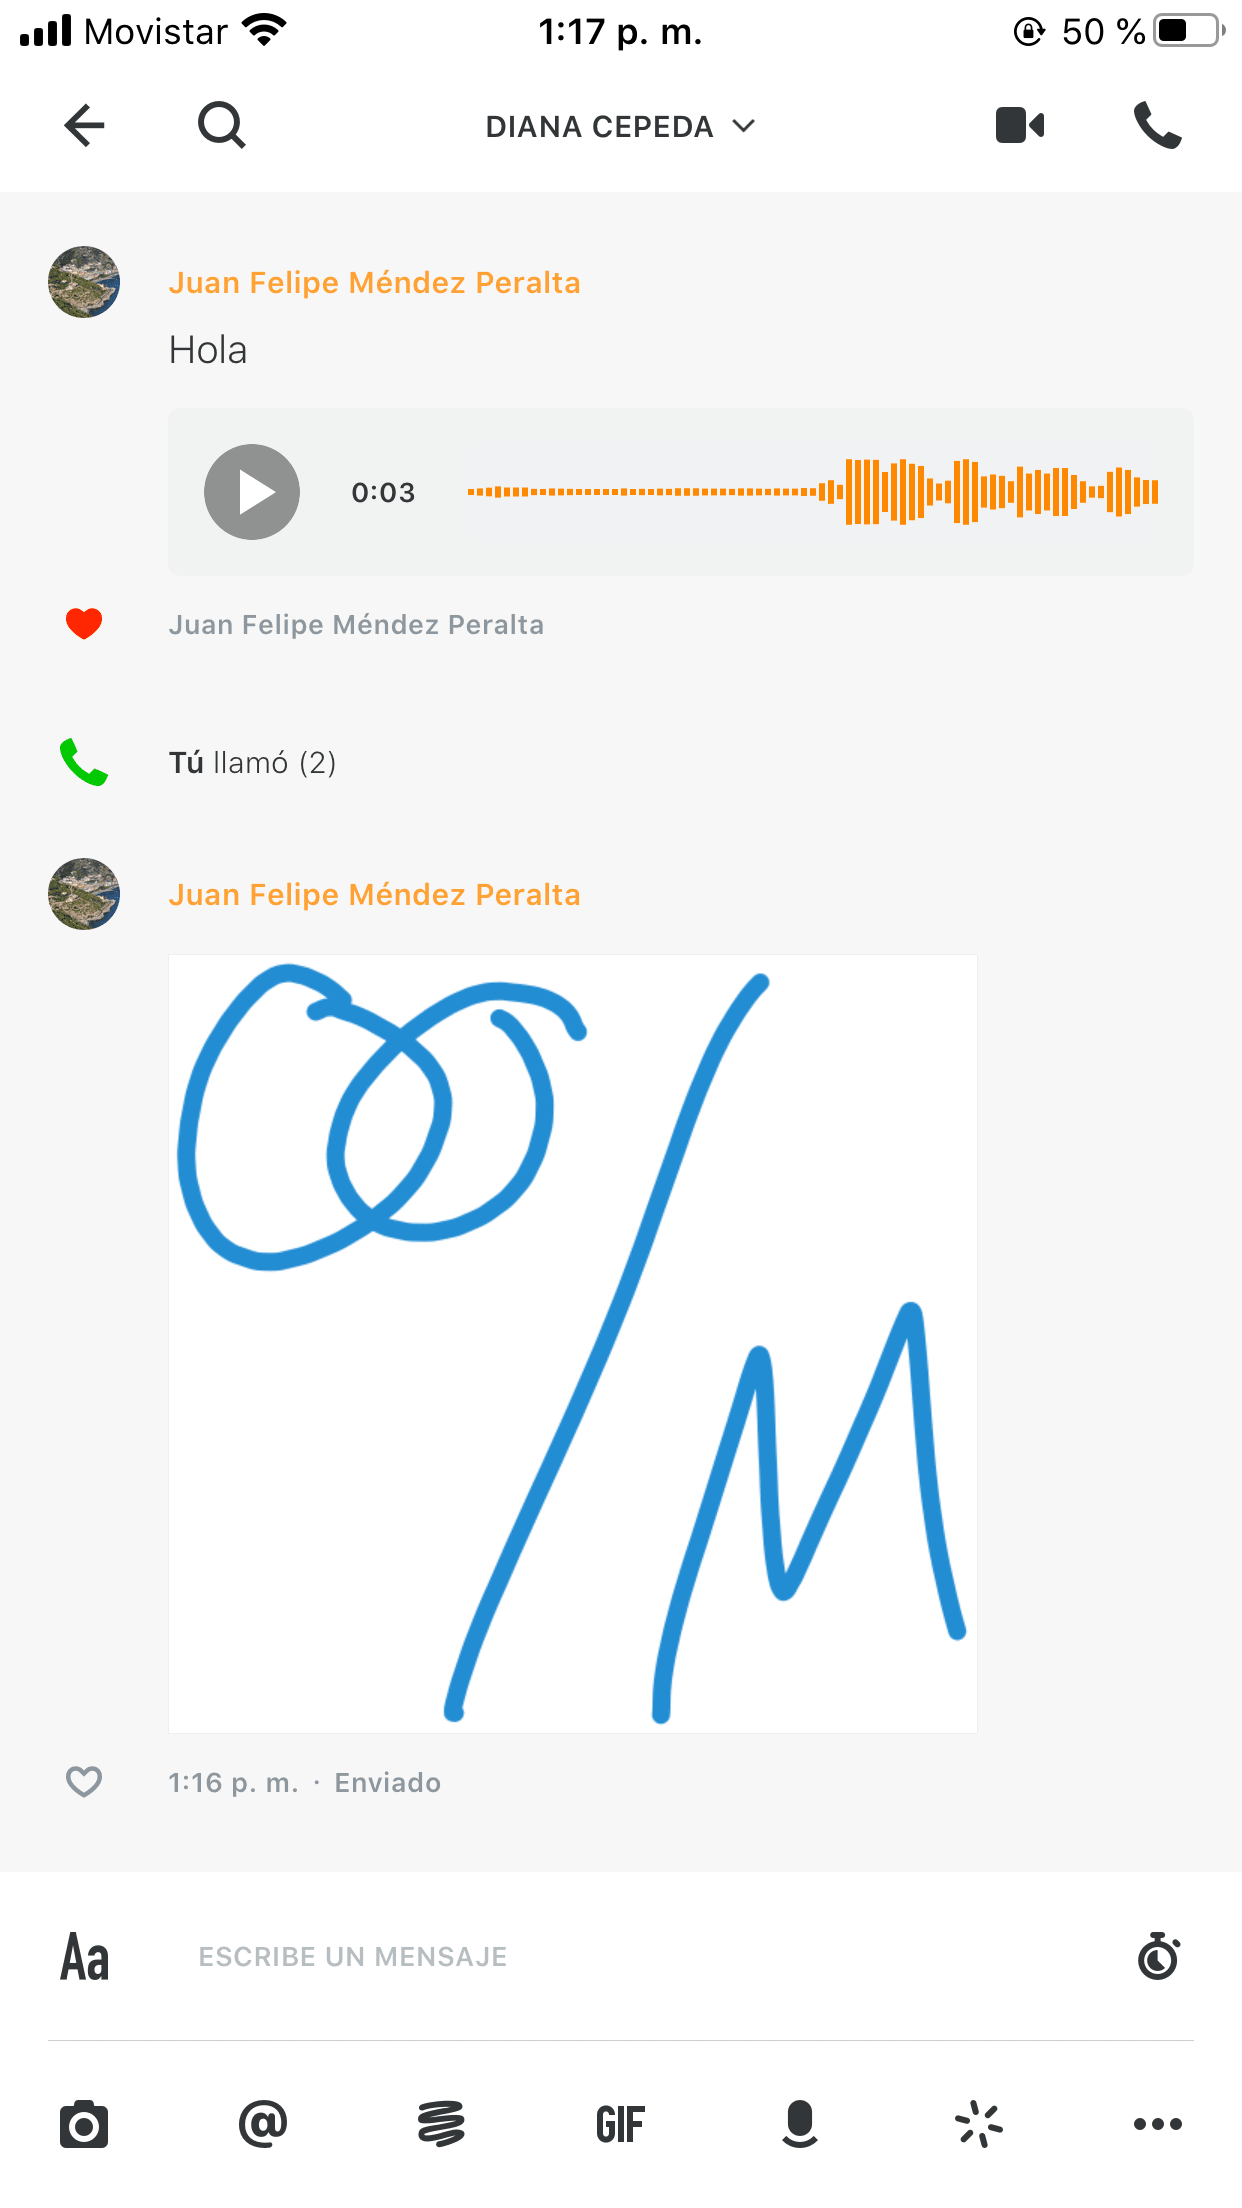 Movistar 1:17 p. m. 50 %
DIANA CEPEDA
Juan Felipe Méndez Peralta
Hola
0:03
Juan Felipe Méndez Peralta
Tú llamó (2)
Juan Felipe Méndez Peralta
/M
1:16 p. m. · Enviado
Aa ESCRIBE UN MENSAJE
@ GIF